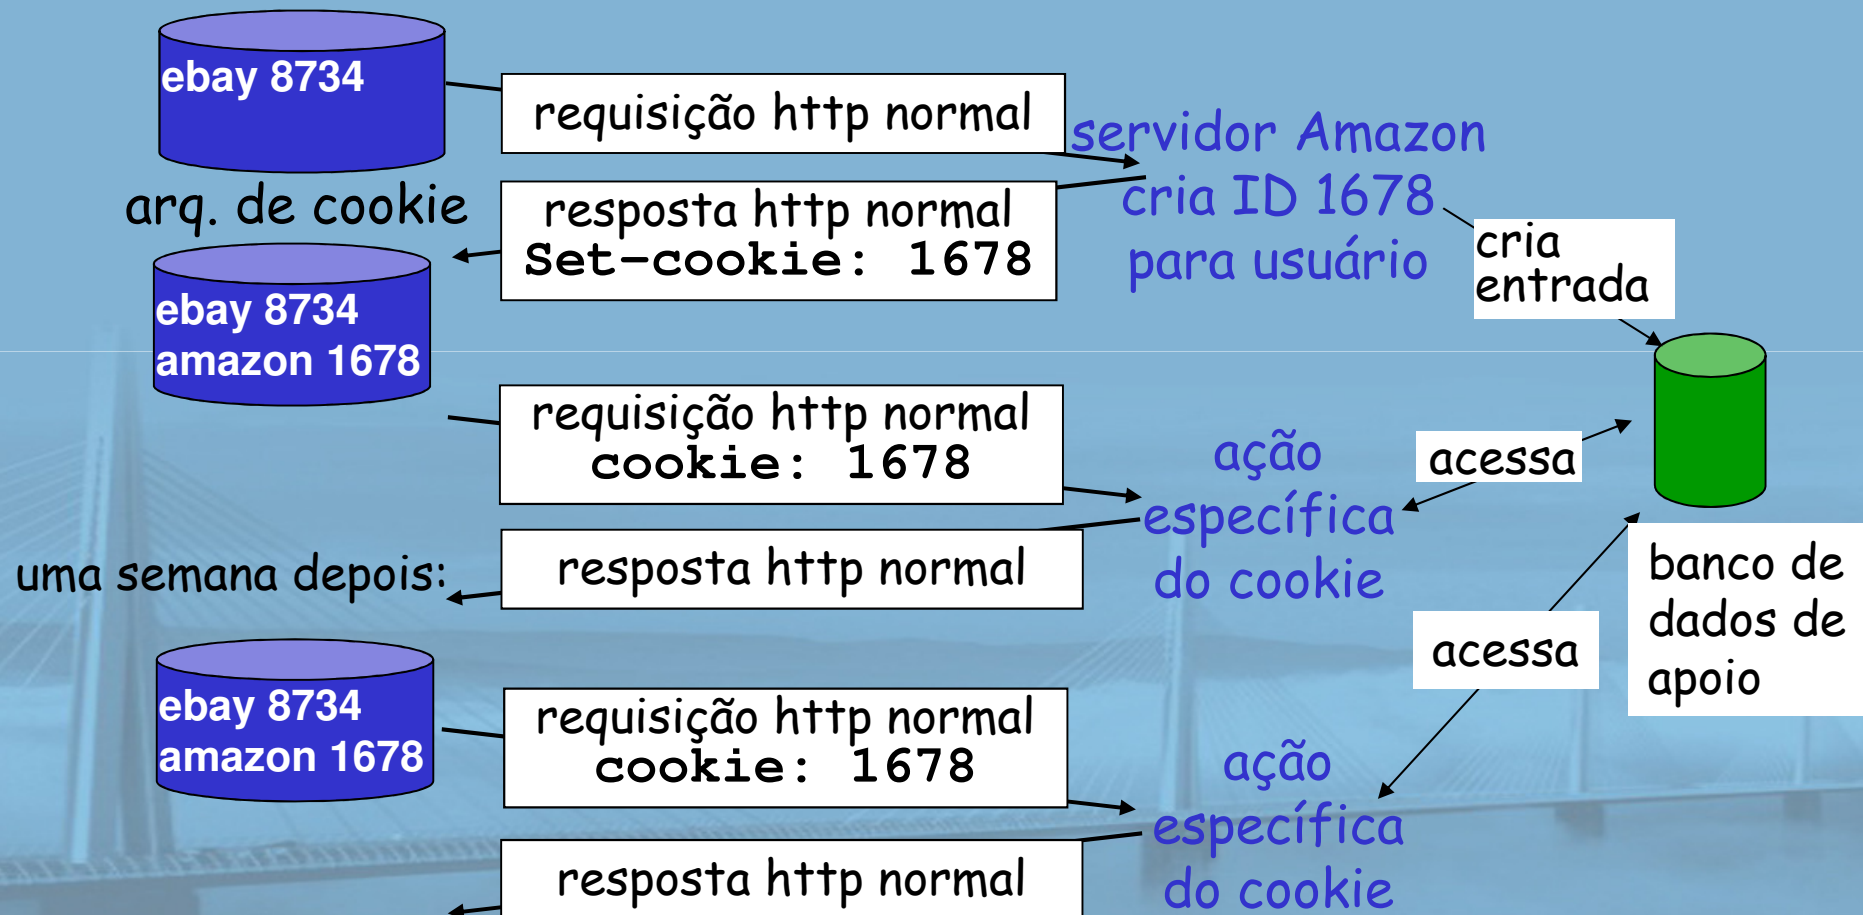 ebay 8734
requisição http normal
servidor Amazon
cria ID 1678
para usuário
arq. de cookie
resposta http normal
Set-cookie: 1678
cria
entrada
ebay 8734
amazon 1678
requisição http normal
cookie: 1678
ação
específica
do cookie
acessa
uma semana depois:
resposta http normal
banco de
dados de
apoio
acessa
ebay 8734
amazon 1678
requisição http normal
cookie: 1678
ação
específica
do cookie
resposta http normal